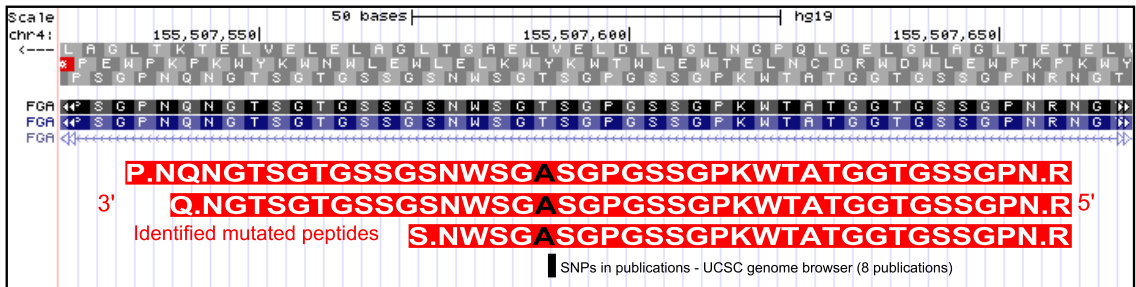 Scale 50 bases hg19
chr4: 155,507,550 155,507,600 155,507,650
<--- L A G L T K T E L V E L E L A G L T G A E L V E L D L A G L N G P Q L G E L G L A G L T E T E L V
* P E W P K P K W Y K W N W L E W L E L K W Y K W T W L E W T E L N C D R W D W L E W P K P K W Y
P S G P N Q N G T S G T G S S G S N W S G T S G P G S S G P K W T A T G G T G S S G P N R N G T
FGA P S G P N Q N G T S G T G S S G S N W S G T S G P G S S G P K W T A T G G T G S S G P N R N G
FGA P S G P N Q N G T S G T G S S G S N W S G T S G P G S S G P K W T A T G G T G S S G P N R N G
FGA
P.NQNGTSGTGSSGSNWSGASGPGSSGPKWTATGGTGSSGPN.R
3' Q.NGTSGTGSSGSNWSGASGPGSSGPKWTATGGTGSSGPN.R 5'
Identified mutated peptides S.NWSGASGPGSSGPKWTATGGTGSSGPN.R
SNPs in publications - UCSC genome browser (8 publications)